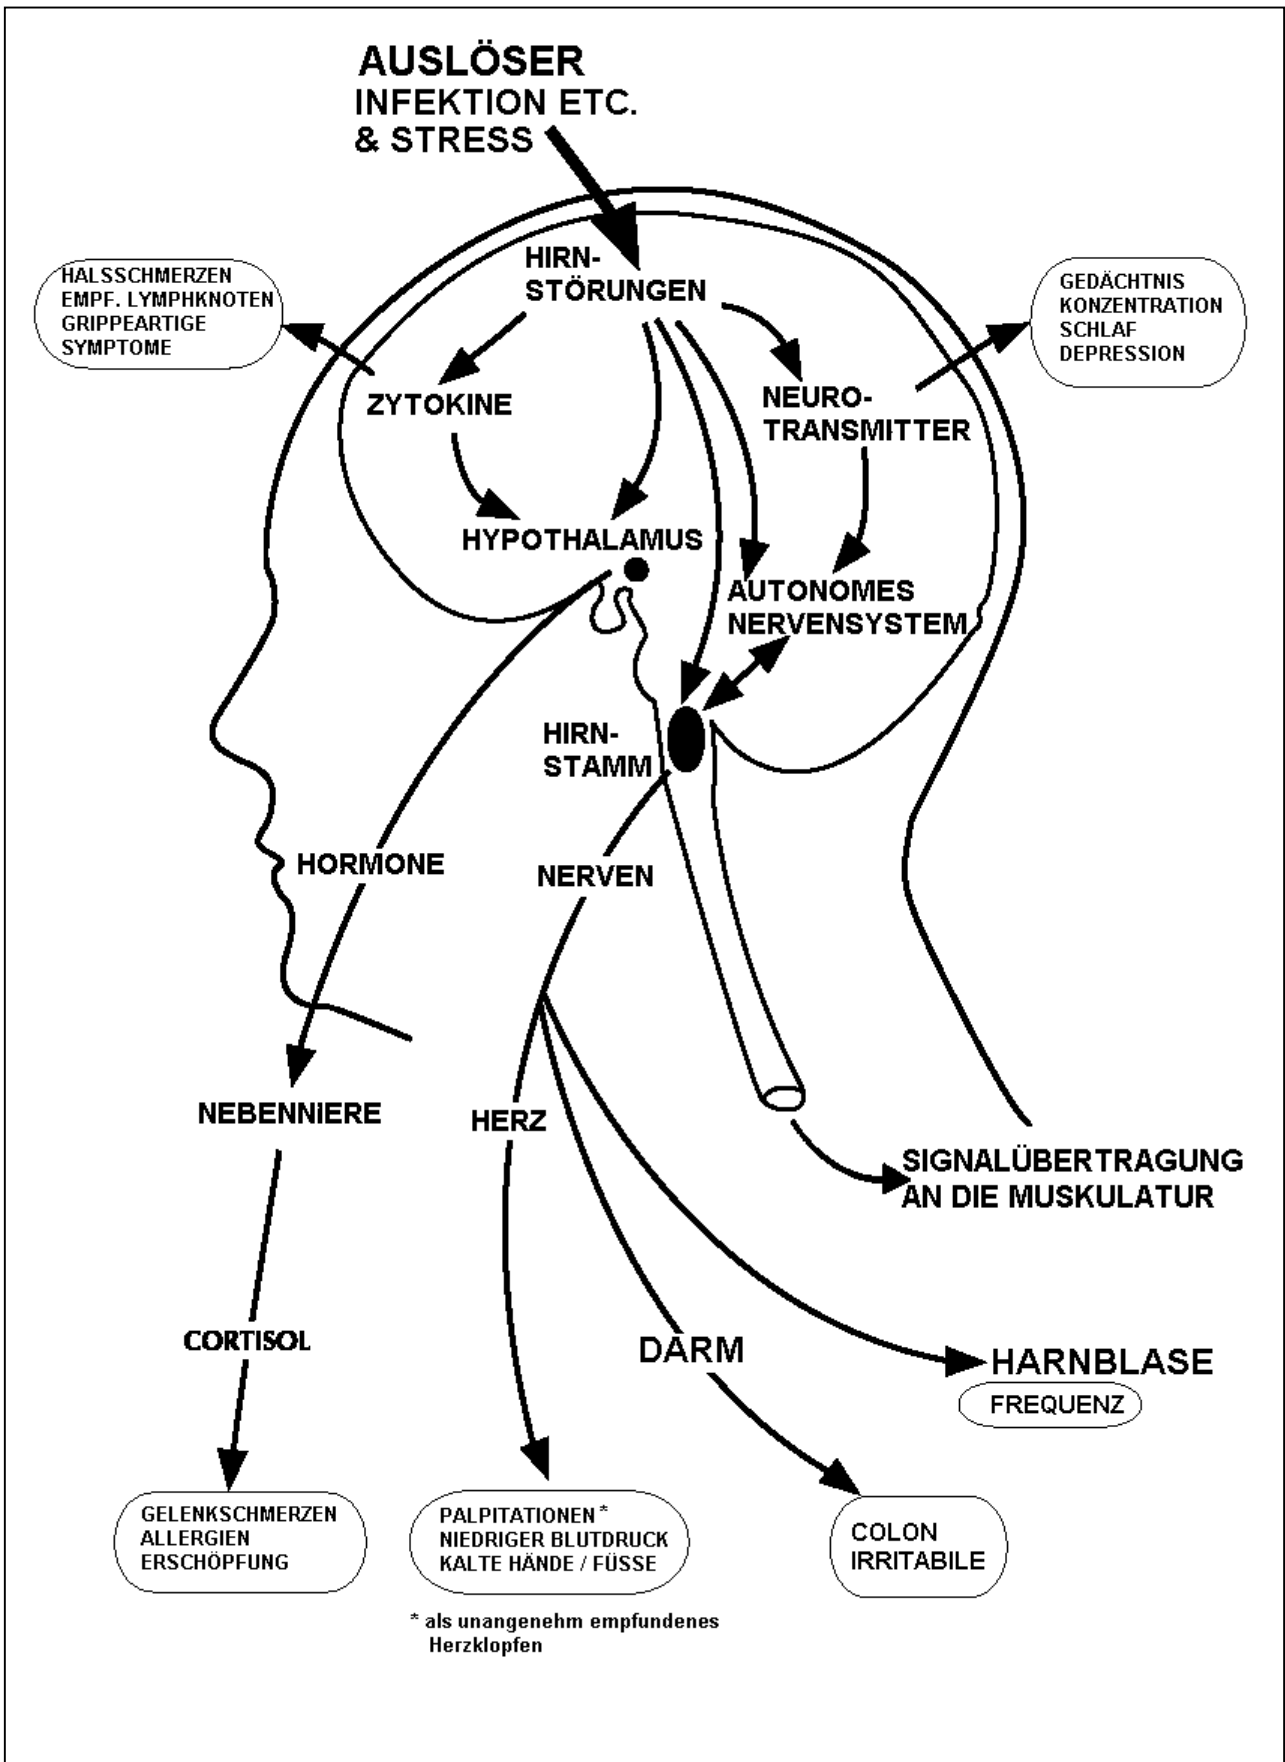 AUSLÖSER
INFEKTION ETC.
& STRESS
HIRN-
STÖRUNGEN
HALSSCHMERZEN
EMPF. LYMPHKNOTEN
GRIPPEARTIGE
SYMPTOME
GEDÄCHTNIS
KONZENTRATION
SCHLAF
DEPRESSION
ZYTOKINE
NEURO-
TRANSMITTER
HYPOTHALAMUS
AUTONOMES
NERVENSYSTEM
HIRN-
STAMM
HORMONE
NERVEN
NEBENNIERE
HERZ
SIGNALÜBERTRAGUNG
AN DIE MUSKULATUR
CORTISOL
DARM
HARNBLASE
FREQUENZ
GELENKSCHMERZEN
ALLERGIEN
ERSCHÖPFUNG
PALPITATIONEN *
NIEDRIGER BLUTDRUCK
KALTE HÄNDE / FÜSSE
COLON
IRRITABILE
* als unangenehm empfundenes
Herzklopfen